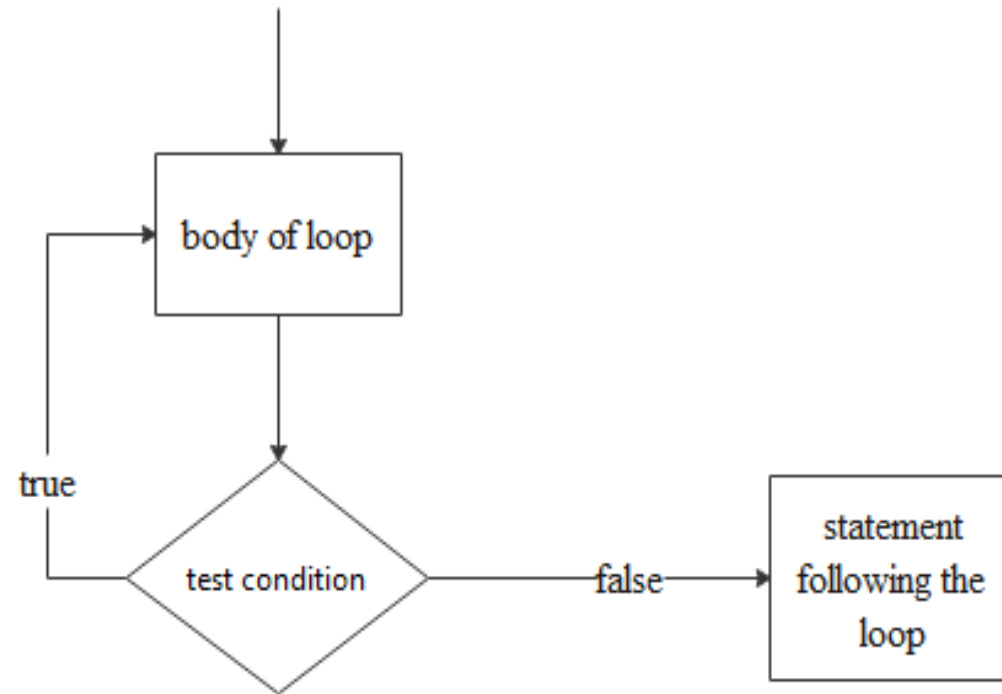 body of loop
true
test condition
false
statement
following the
loop